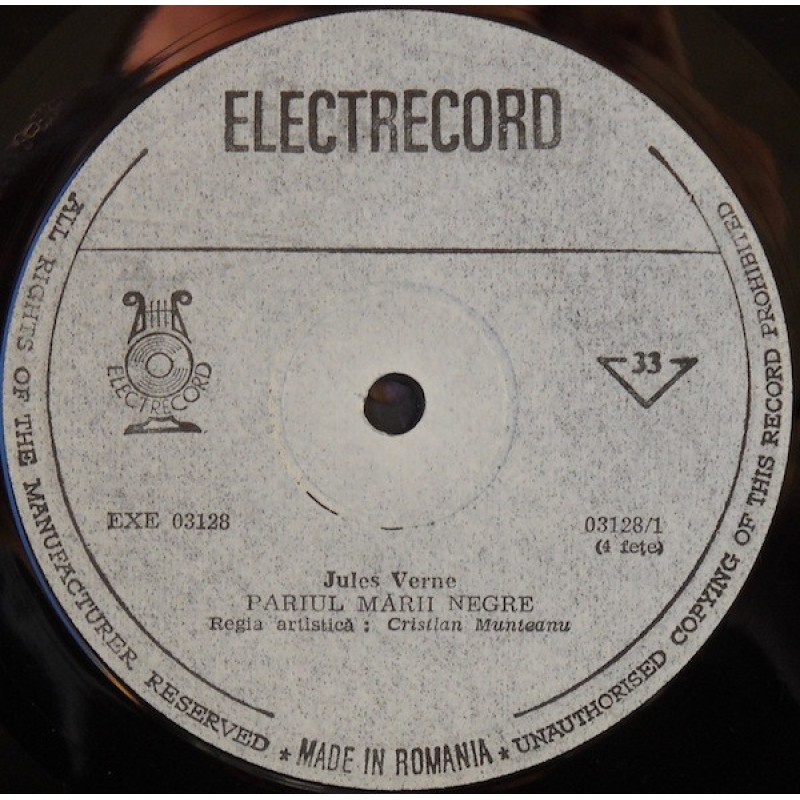 ELECTRECORD
ELECTRECORD
33
EXE 03128
03128/1
(4 fețe)
Jules Verne
PARIUL MĂRII NEGRE
Regia artistică : Cristian Munteanu
ALL RIGHTS OF THE MANUFACTURER RESERVED * MADE IN ROMANIA * UNAUTHORISED COPYING OF THIS RECORD PROHIBITED